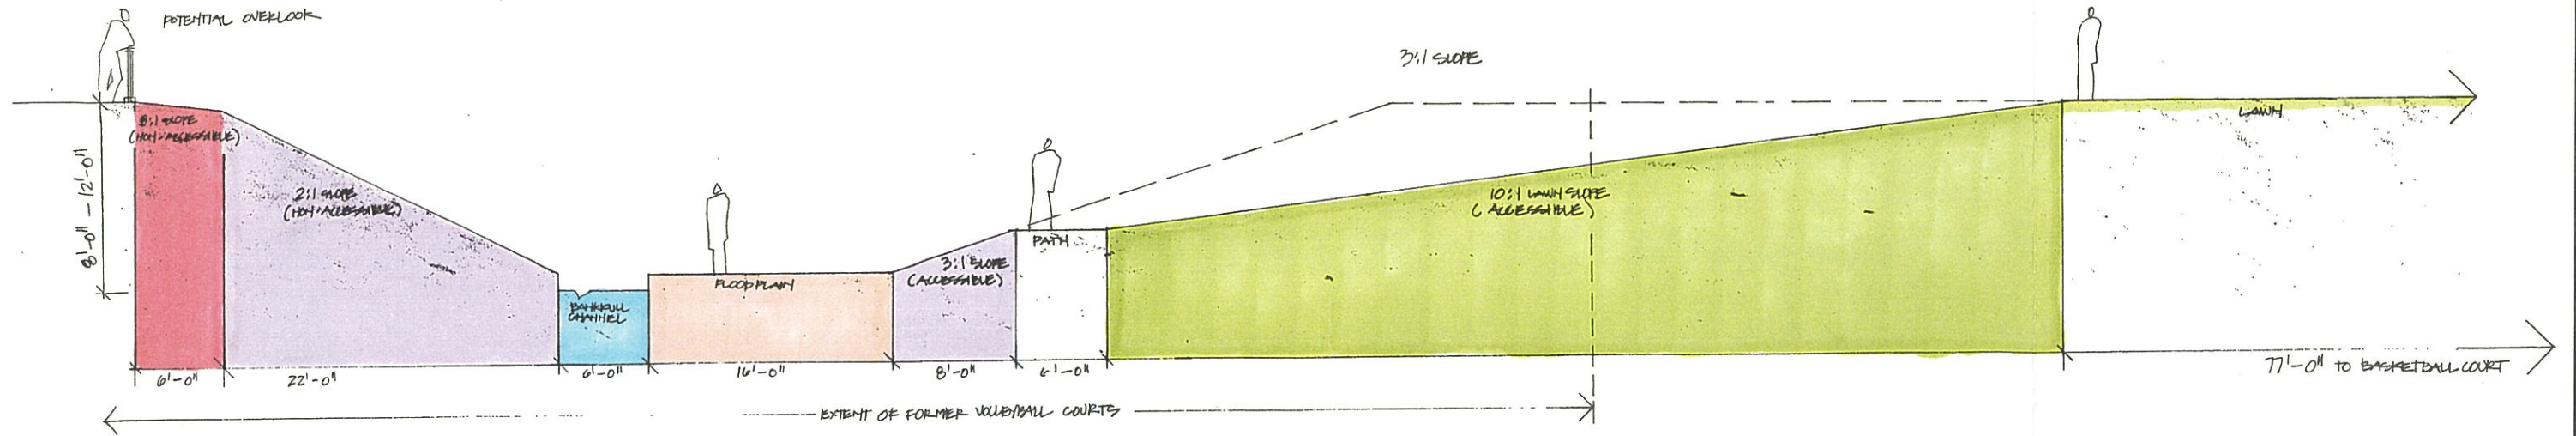 POTENTIAL OVERLOOK
3:1 SLOPE
8:1 SLOPE
(NON-ACCESSIBLE)
8'-0" - 12'-0"
2:1 SLOPE
(NON-ACCESSIBLE)
BANKFULL
CHANNEL
FLOODPLAIN
3:1 SLOPE
(ACCESSIBLE)
PATH
10:1 LAWN SLOPE
(ACCESSIBLE)
LAWN
6'-0"
22'-0"
6'-0"
16'-0"
8'-0"
6'-0"
77'-0" TO BASKETBALL COURT
EXTENT OF FORMER VOLLEYBALL COURTS